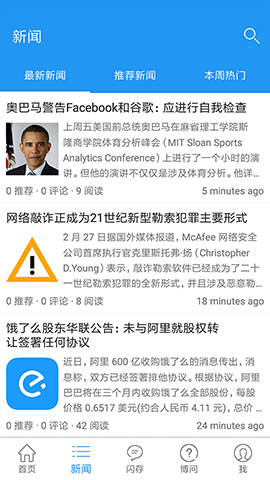 新闻
最新新闻
推荐新闻
本周热门
奥巴马警告Facebook和谷歌：应进行自我检查
上周五美国前总统奥巴马在麻省理工学院斯
隆商学院体育分析峰会（MIT Sloan Sports
Analytics Conference）上进行了一个小时的演
讲。但他的演讲不仅仅是涉及体育分析。他详…
0 推荐 · 0 评论 · 9 阅读
5 minutes ago
网络敲诈正成为21世纪新型勒索犯罪主要形式
2 月 27 日据国外媒体报道，McAfee 网络安全
公司首席执行官克里斯托弗·扬（Christopher
D.Young）表示，敲诈勒索软件已经成为了二十
一世纪网络犯罪的全新形式，并且涉及恶意勒…
0 推荐 · 0 评论 · 8 阅读
18 minutes ago
饿了么股东华联公告：未与阿里就股权转
让签署任何协议
近日，阿里 600 亿收购饿了么的消息传出，消
息称，双方已经签署排他协议。根据协议，阿里
巴巴将在三个月内收购饿了么全部股份，每股
价格 0.6517 美元（约合人民币 4.11 元），总价…
0 推荐 · 0 评论 · 42 阅读
24 minutes ago
首页
新闻
闪存
博问
我